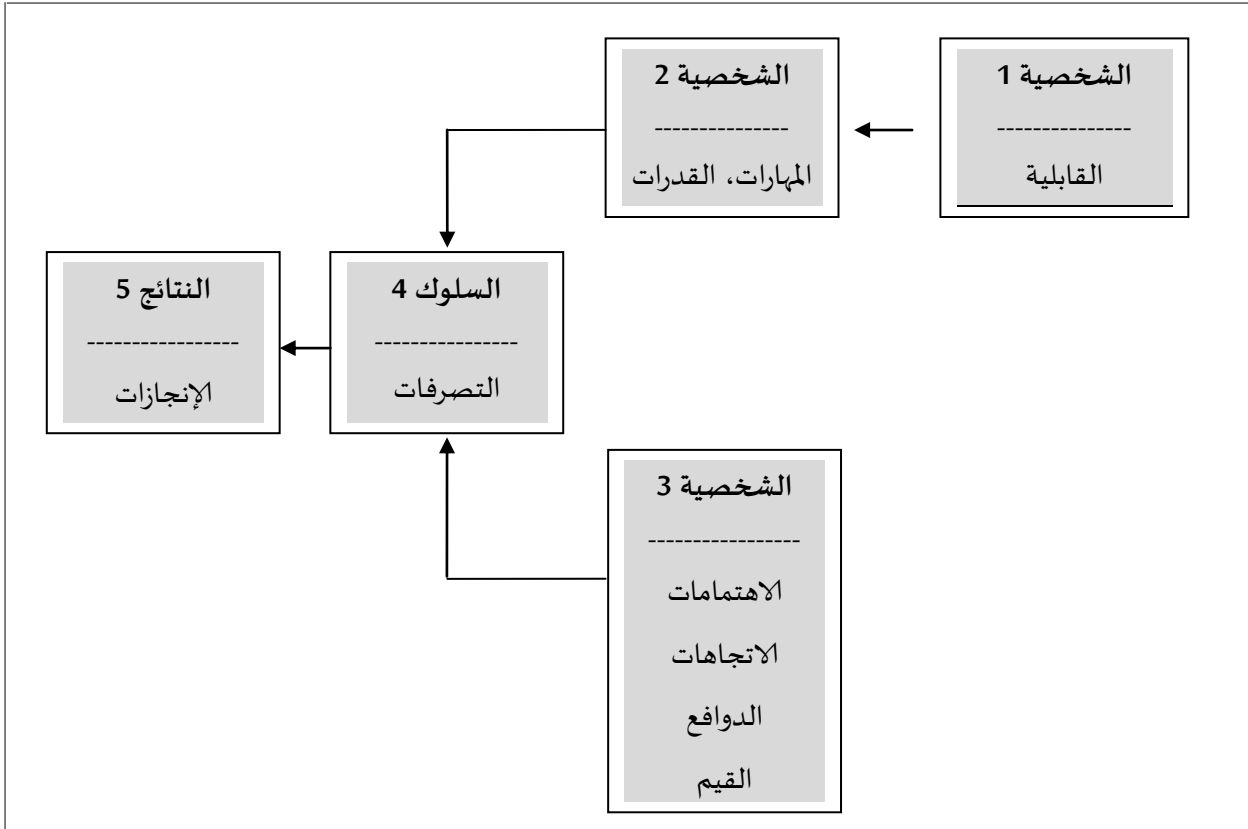 الشخصية 1
---------------
القابلية
الشخصية 2
---------------
المهارات، القدرات
السلوك 4
----------------
التصرفات
النتائج 5
-----------------
الإنجازات
الشخصية 3
-----------------
الاهتمامات
الاتجاهات
الدوافع
القيم